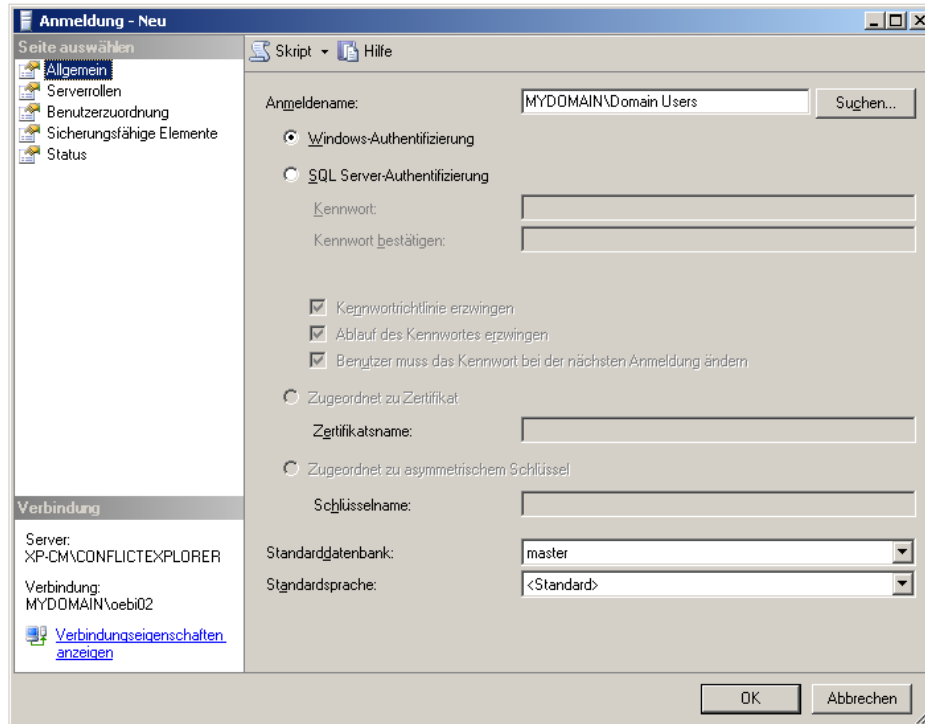 Anmeldung - Neu
Seite auswählen
Allgemein
Serverrollen
Benutzerzuordnung
Sicherungsfähige Elemente
Status
Skript
Hilfe
Anmeldename:
MYDOMAIN\Domain Users
Suchen...
Windows-Authentifizierung
SQL Server-Authentifizierung
Kennwort:
Kennwort bestätigen:
Kennwortrichtlinie erzwingen
Ablauf des Kennwortes erzwingen
Benutzer muss das Kennwort bei der nächsten Anmeldung ändern
Zugeordnet zu Zertifikat
Zertifikatsname:
Zugeordnet zu asymmetrischem Schlüssel
Schlüsselname:
Standarddatenbank:
master
Standardsprache:
<Standard>
Verbindung
Server:
XP-CM\CONFLICTEXPLORER
Verbindung:
MYDOMAIN\oebi02
Verbindungseigenschaften
anzeigen
OK
Abbrechen